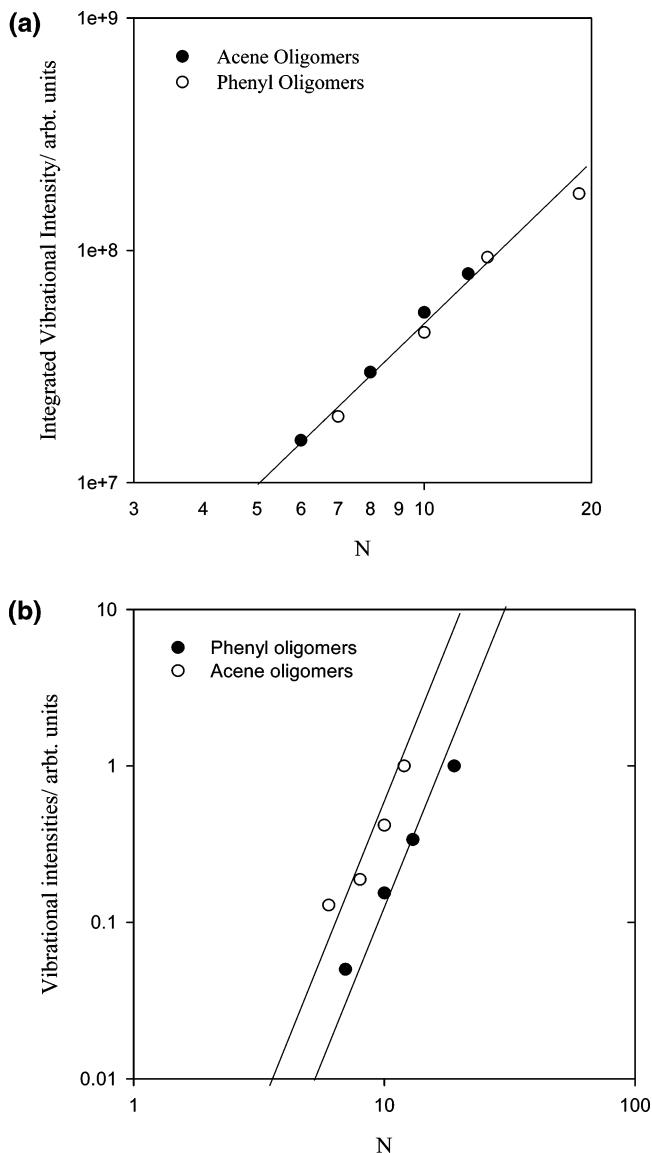 (a)
1e+9
Acene Oligomers
Phenyl Oligomers
Integrated Vibrational Intensity/ arbt. units
1e+8
1e+7
3 4 5 6 7 8 9 10 20
N
(b)
10
Phenyl oligomers
Acene oligomers
Vibrational intensities/ arbt. units
1
0.1
0.01
1 10 100
N